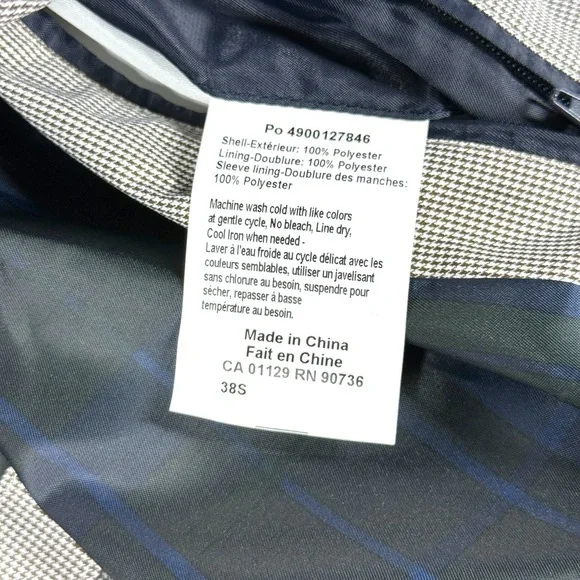 Po 4900127846
Shell-Extérieur: 100% Polyester
Lining-Doublure: 100% Polyester
Sleeve lining-Doublure des manches:
100% Polyester
Machine wash cold with like colors
at gentle cycle, No bleach, Line dry,
Cool Iron when needed -
Laver à l'eau froide au cycle délicat avec les
couleurs semblables, utiliser un javelisant
sans chlorure au besoin, suspendre pour
sécher, repasser à basse
température au besoin.
Made in China
Fait en Chine
CA 01129 RN 90736
38S